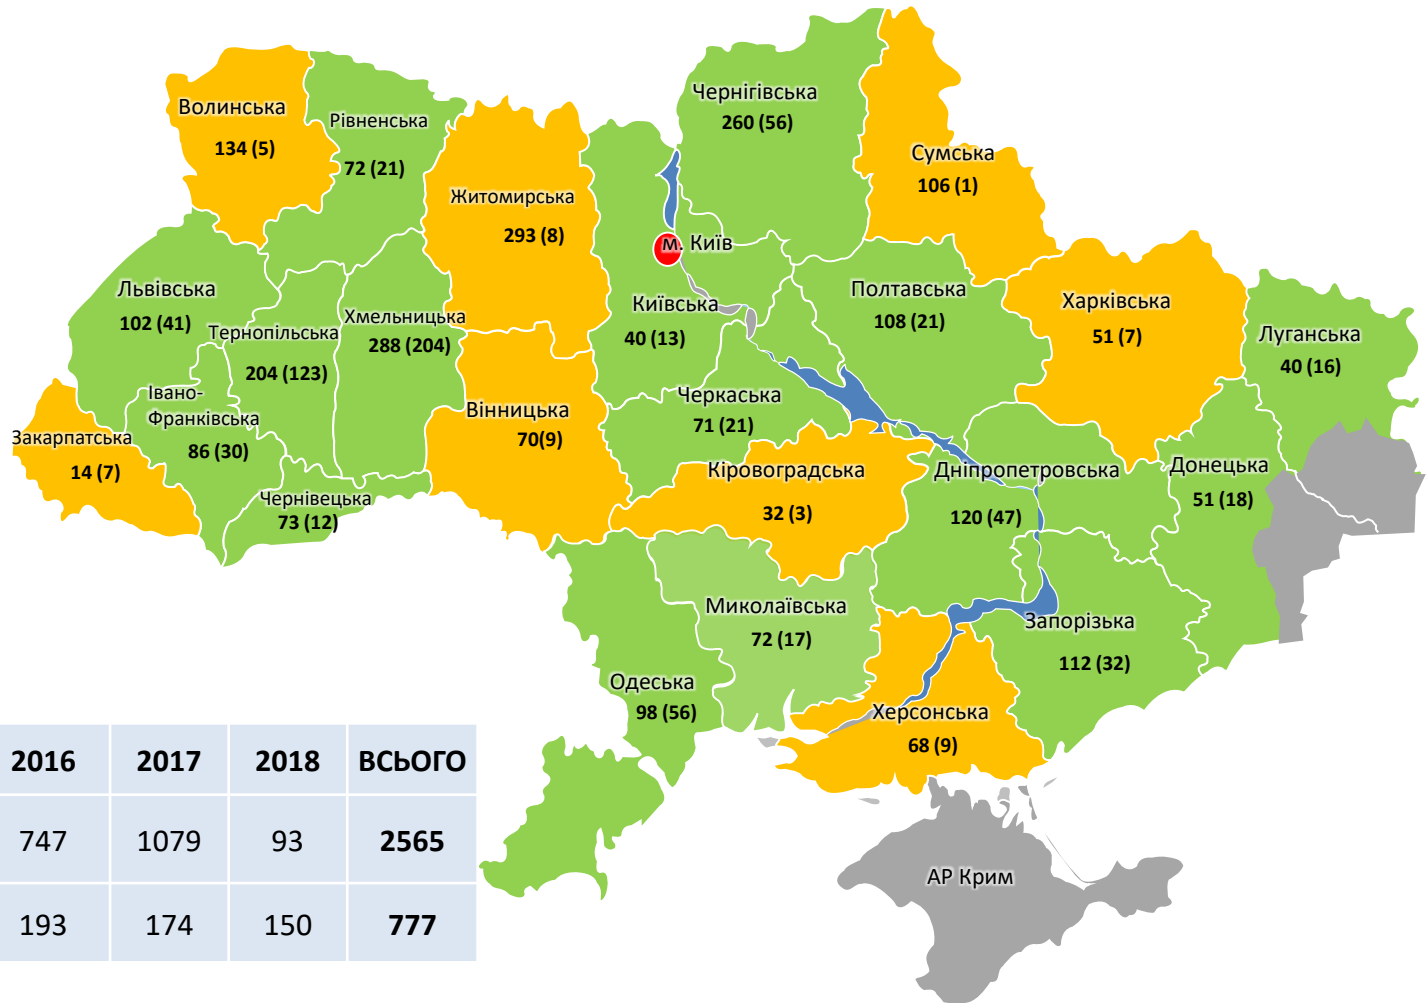 Волинська
134 (5)
Рівненська
72 (21)
Житомирська
293 (8)
Чернігівська
260 (56)
Сумська
106 (1)
м. Київ
Київська
40 (13)
Львівська
102 (41)
Тернопільська
204 (123)
Хмельницька
288 (204)
Полтавська
108 (21)
Харківська
51 (7)
Луганська
40 (16)
Івано-
Франківська
86 (30)
Закарпатська
14 (7)
Чернівецька
73 (12)
Вінницька
70(9)
Черкаська
71 (21)
Кіровоградська
32 (3)
Дніпропетровська
120 (47)
Донецька
51 (18)
Миколаївська
72 (17)
Запорізька
112 (32)
Одеська
98 (56)
Херсонська
68 (9)
АР Крим
2016 2017 2018 ВСЬОГО
747 1079 93 2565
193 174 150 777